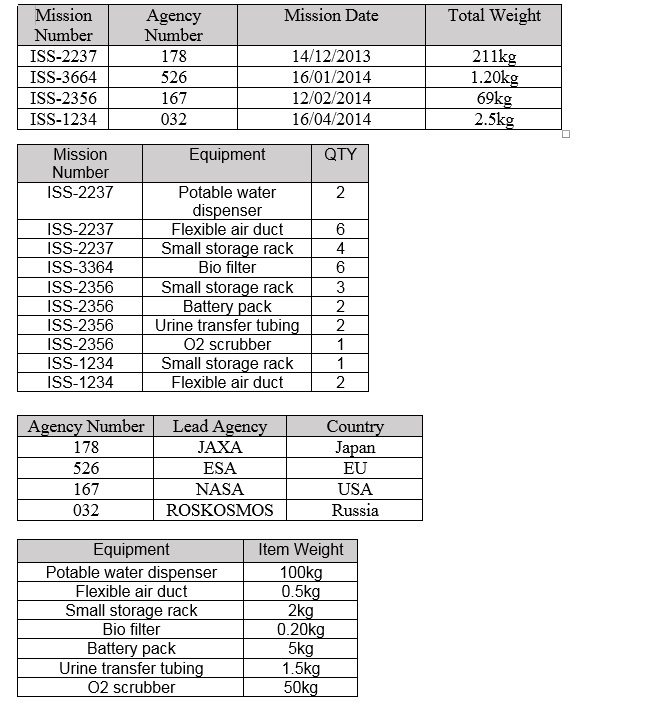 Mission Number Agency Number Mission Date Total Weight
ISS-2237 178 14/12/2013 211kg
ISS-3664 526 16/01/2014 1.20kg
ISS-2356 167 12/02/2014 69kg
ISS-1234 032 16/04/2014 2.5kg
Mission Number Equipment QTY
ISS-2237 Potable water dispenser 2
ISS-2237 Flexible air duct 6
ISS-2237 Small storage rack 4
ISS-3364 Bio filter 6
ISS-2356 Small storage rack 3
ISS-2356 Battery pack 2
ISS-2356 Urine transfer tubing 2
ISS-2356 O2 scrubber 1
ISS-1234 Small storage rack 1
ISS-1234 Flexible air duct 2
Agency Number Lead Agency Country
178 JAXA Japan
526 ESA EU
167 NASA USA
032 ROSKOSMOS Russia
Equipment Item Weight
Potable water dispenser 100kg
Flexible air duct 0.5kg
Small storage rack 2kg
Bio filter 0.20kg
Battery pack 5kg
Urine transfer tubing 1.5kg
O2 scrubber 50kg